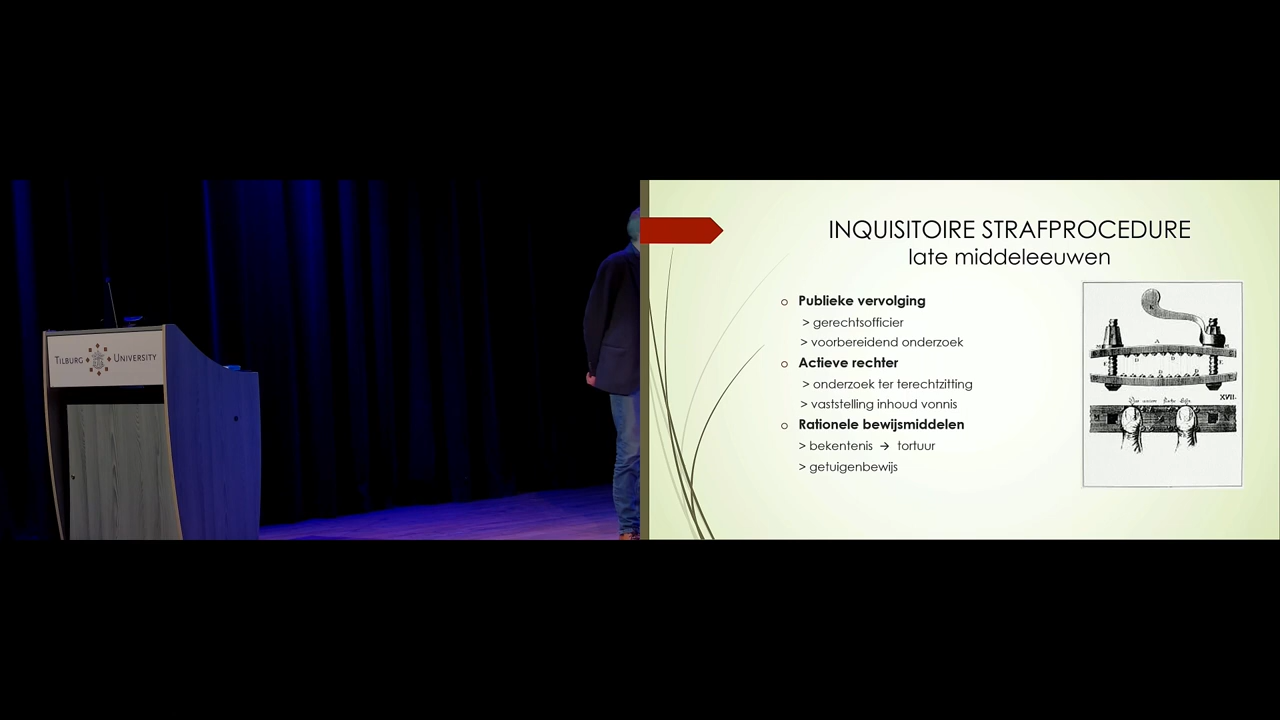 TILBURG UNIVERSITY
INQUISITOIRE STRAFPROCEDURE
late middeleeuwen
o Publieke vervolging
> gerechtsofficier
> voorbereidend onderzoek
o Actieve rechter
> onderzoek ter terechtzitting
> vaststelling inhoud vonnis
o Rationele bewijsmiddelen
> bekentenis → tortuur
> getuigenbewijs
K
A
D D
XVII.